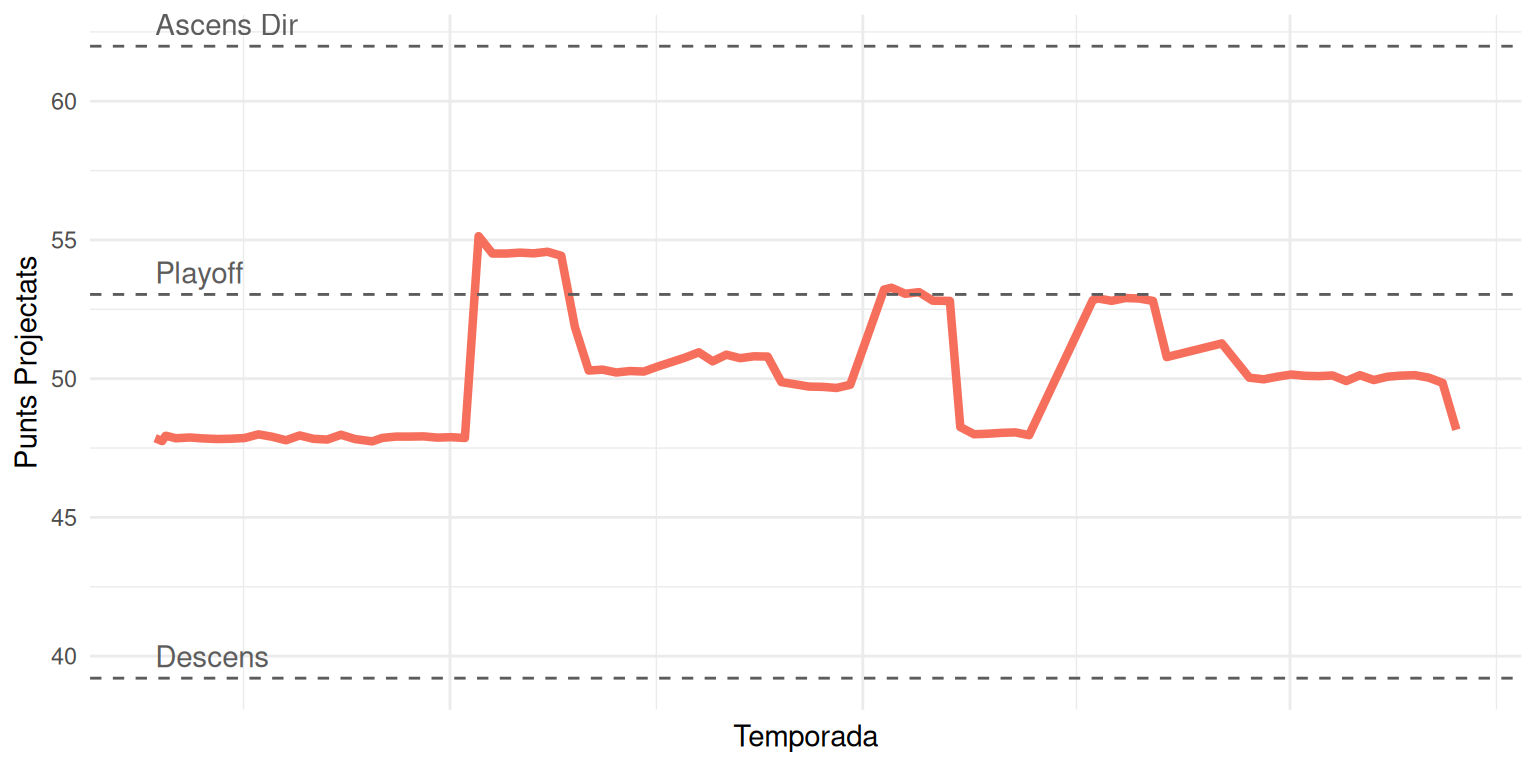 Ascens Dir
60
55
Playoff
50
45
Descens
40
Punts Projectats
Temporada